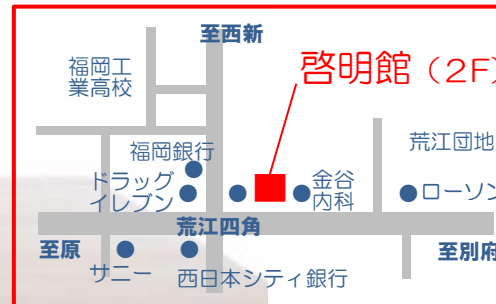 至西新
啓明館（2F）
福岡工
業高校
荒江団地
福岡銀行
ドラッグ
イレブン
金谷
内科
ローソン
荒江四角
至原
至別府
サニー
西日本シティ銀行